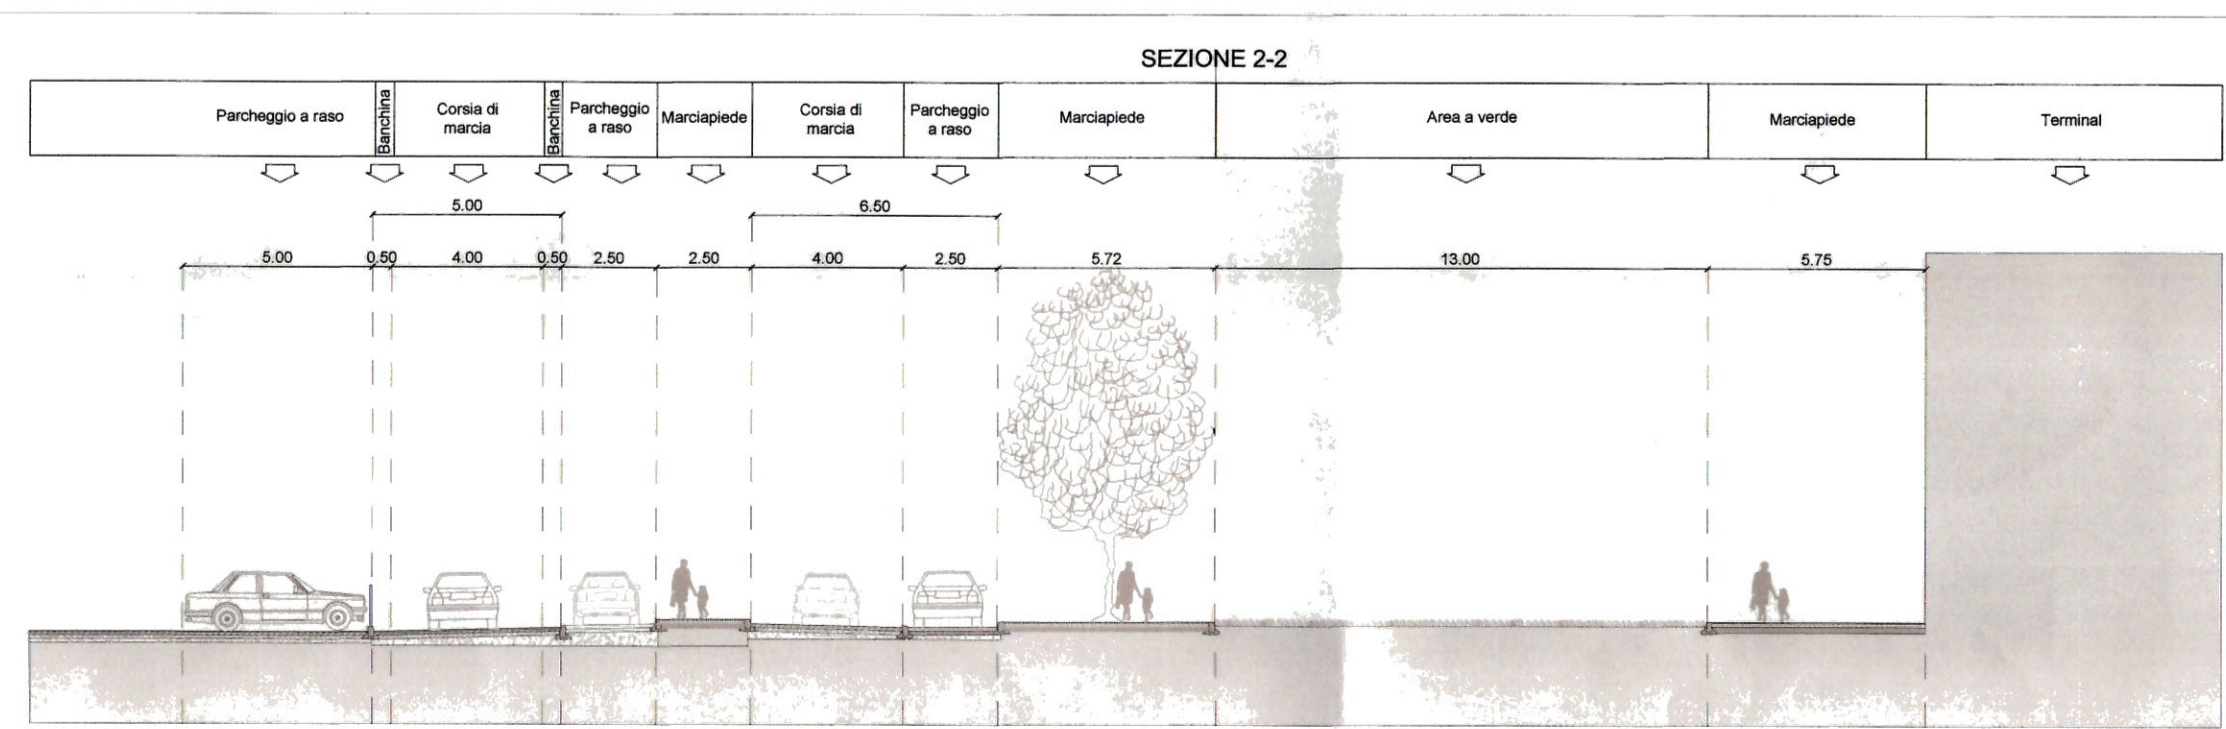 SEZIONE 2-2
Parcheggio a raso
Banchina
Corsia di
marcia
Banchina
Parcheggio
a raso
Marciapiede
Corsia di
marcia
Parcheggio
a raso
Marciapiede
Area a verde
Marciapiede
Terminal
5.00
6.50
5.00
0.50
4.00
0.50
2.50
2.50
4.00
2.50
5.72
13.00
5.75